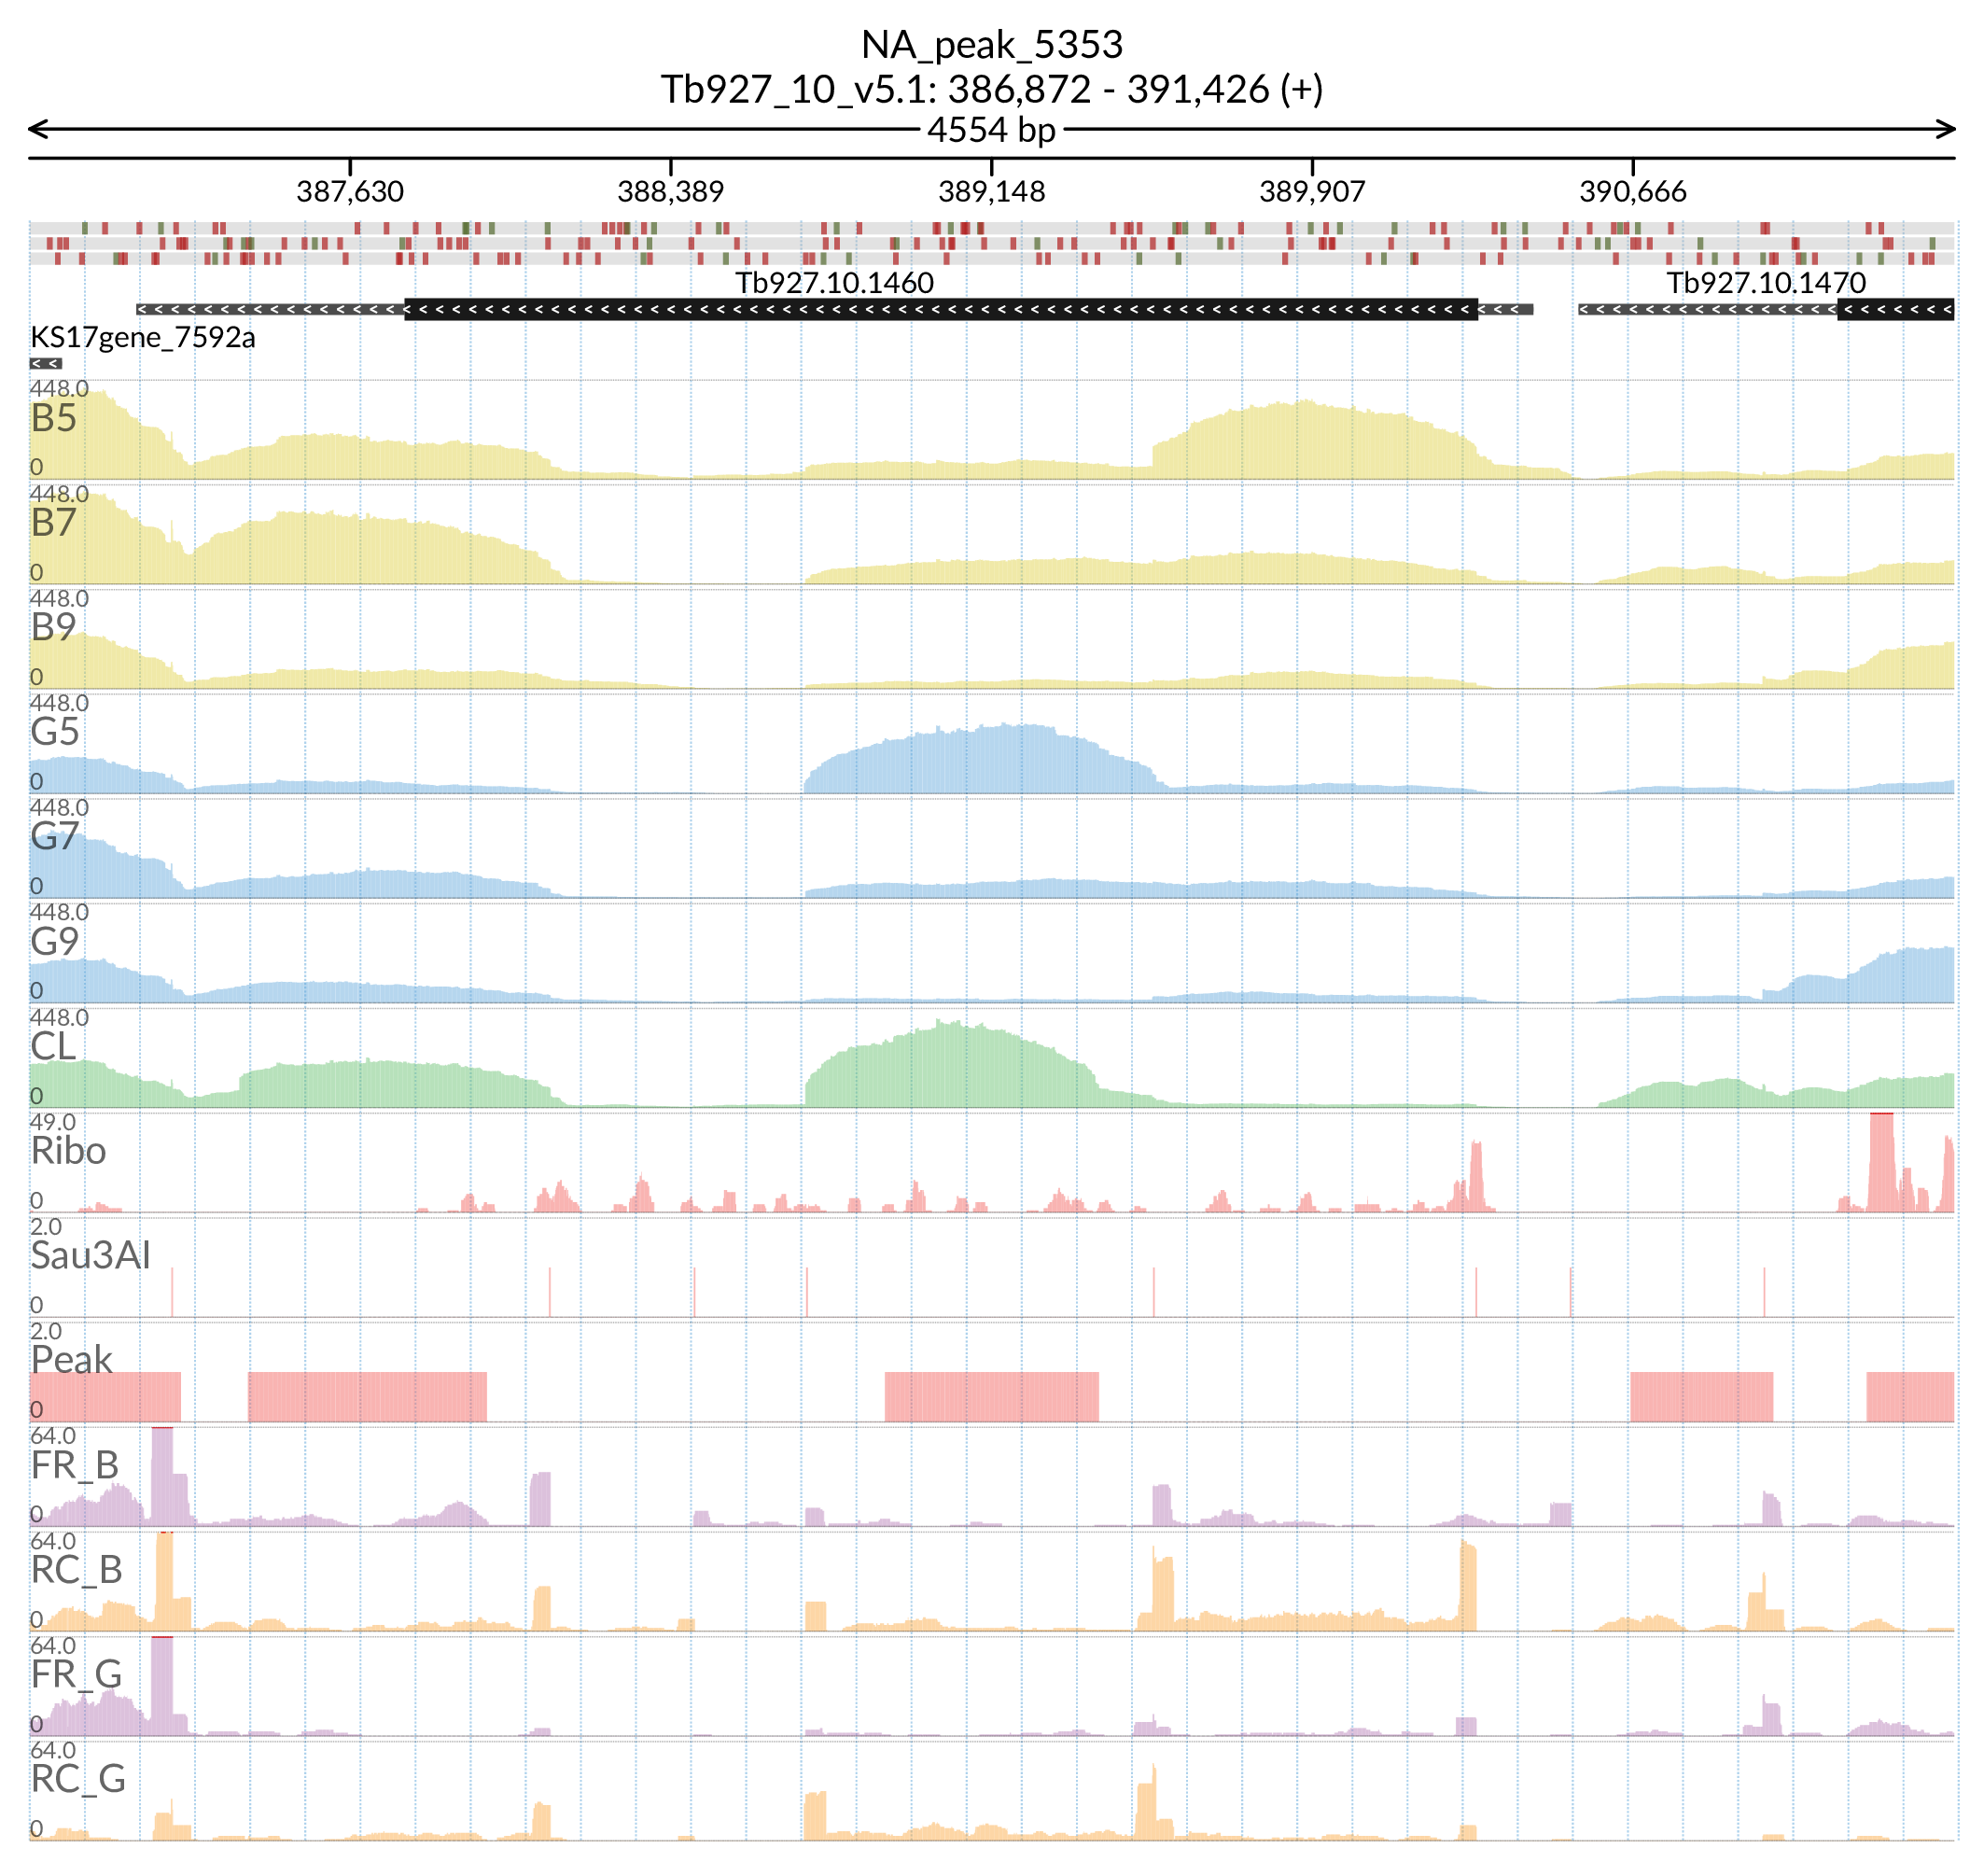 NA_peak_5353
Tb927_10_v5.1: 386,872 - 391,426 (+)
4554 bp
387,630 388,389 389,148 389,907 390,666
Tb927.10.1460 Tb927.10.1470
KS17gene_7592a
448.0
B5
0
448.0
B7
0
448.0
B9
0
448.0
G5
0
448.0
G7
0
448.0
G9
0
448.0
CL
0
49.0
Ribo
0
2.0
Sau3AI
0
2.0
Peak
0
64.0
FR_B
0
64.0
RC_B
0
64.0
FR_G
0
64.0
RC_G
0